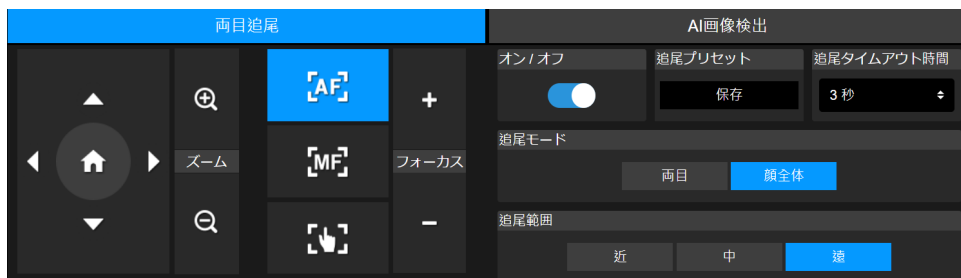 両目追尾
AI画像検出
オン / オフ
追尾プリセット
追尾タイムアウト時間
保存
3 秒
AF
MF
ズーム
フォーカス
追尾モード
両目
顔全体
追尾範囲
近
中
遠